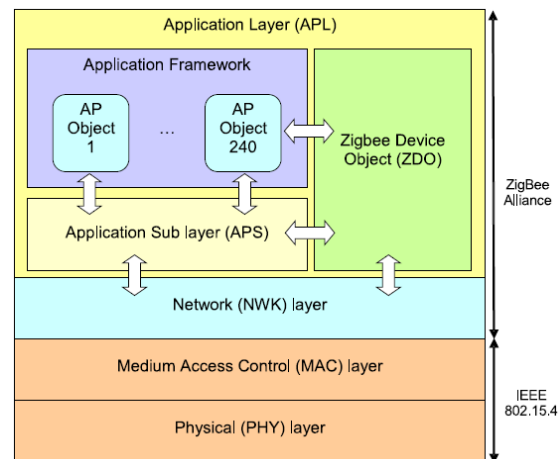 Application Layer (APL)
Application Framework
AP
Object
1
...
AP
Object
240
Zigbee Device
Object (ZDO)
Application Sub layer (APS)
Network (NWK) layer
Medium Access Control (MAC) layer
Physical (PHY) layer
ZigBee
Alliance
IEEE
802.15.4